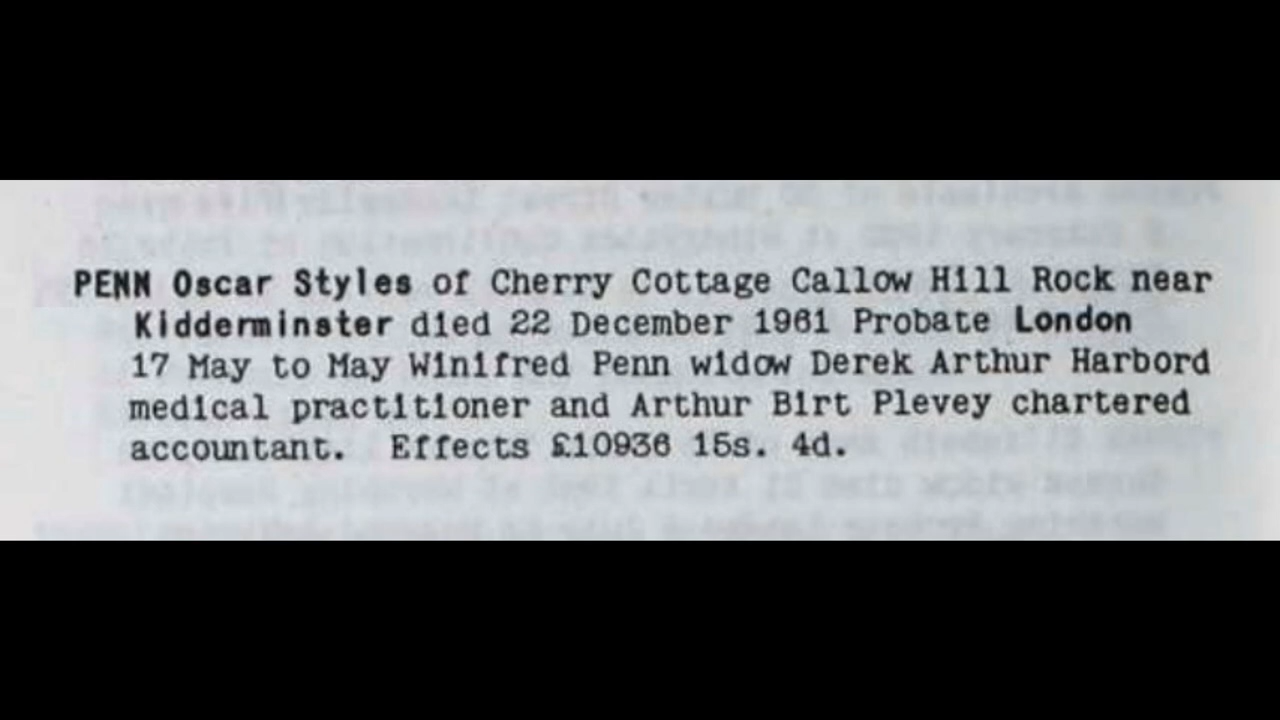 PENN Oscar Styles of Cherry Cottage Callow Hill Rock near
Kidderminster died 22 December 1961 Probate London
17 May to May Winifred Penn widow Derek Arthur Harbord
medical practitioner and Arthur Birt Plevey chartered
accountant. Effects £10936 15s. 4d.